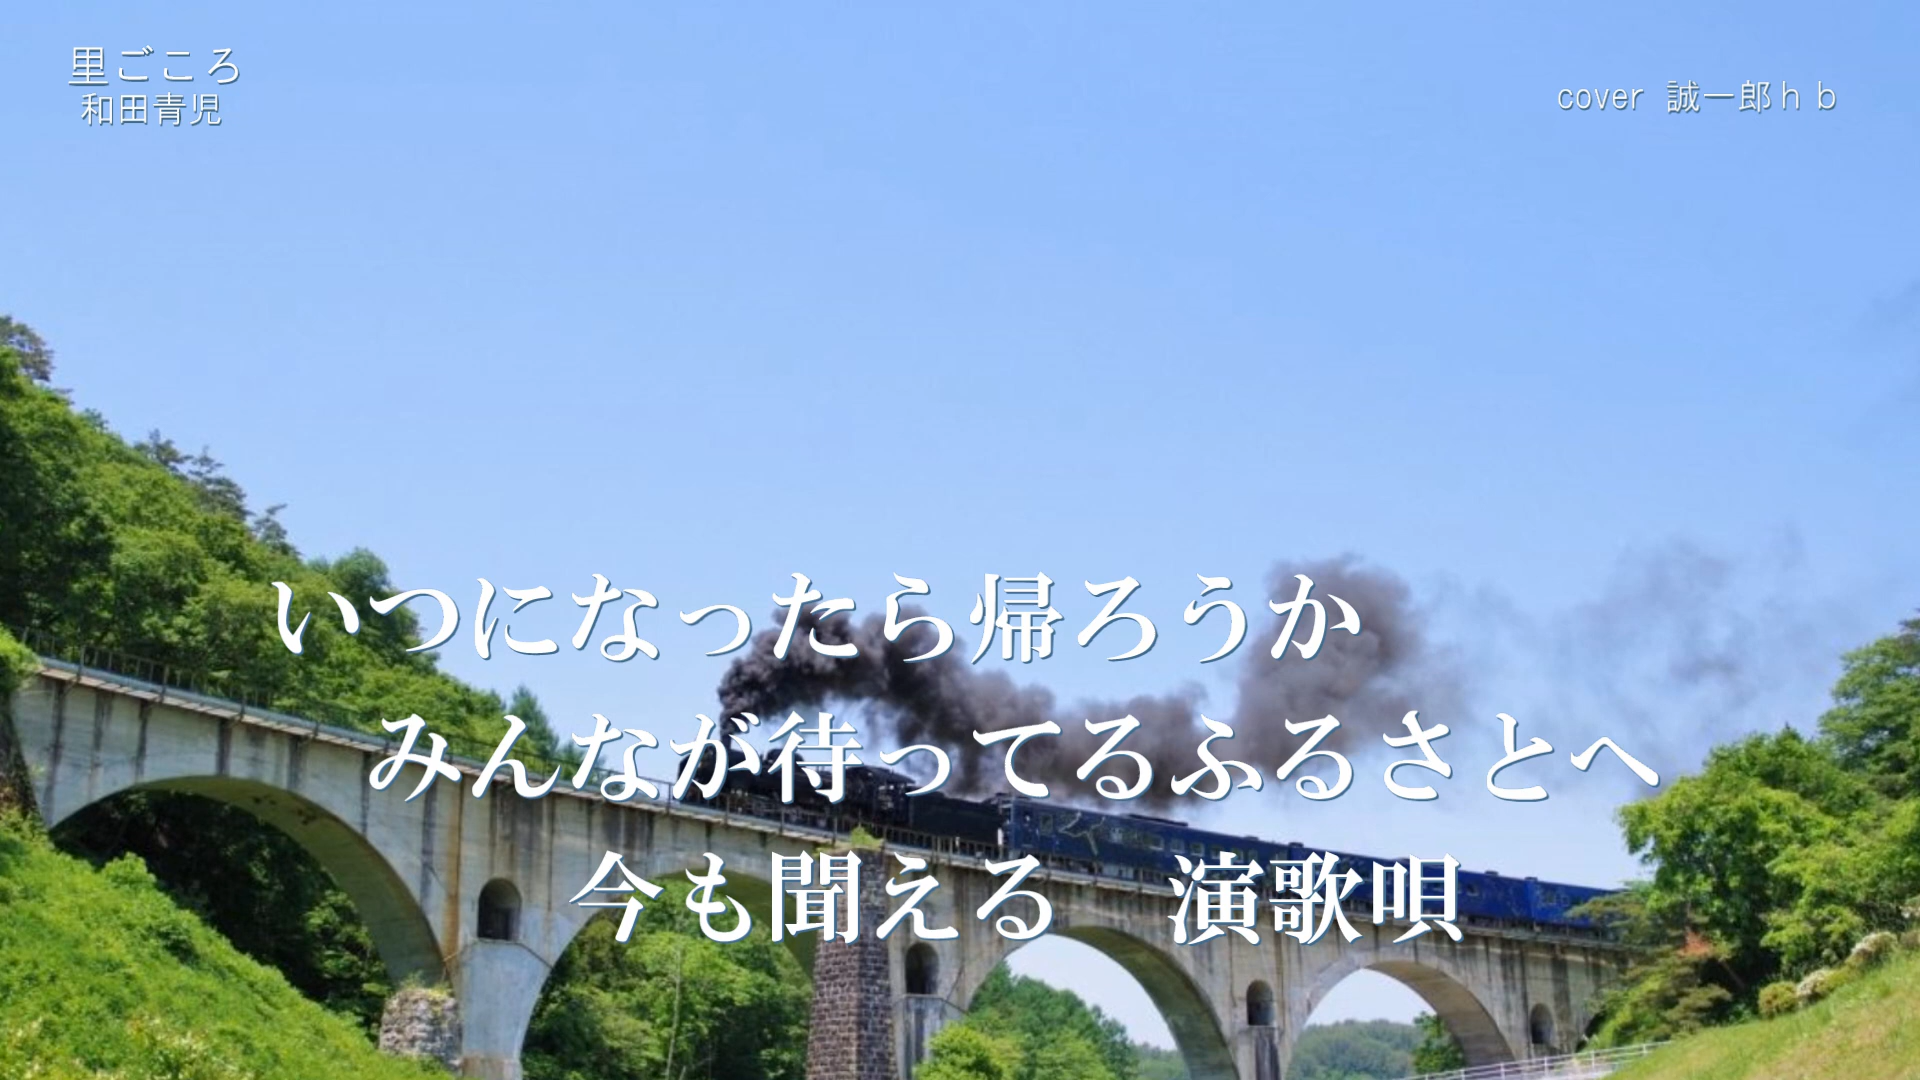 里ごころ
和田青児
cover 誠一郎ｈｂ
いつになったら帰ろうか
みんなが待ってるふるさとへ
今も聞える　演歌唄